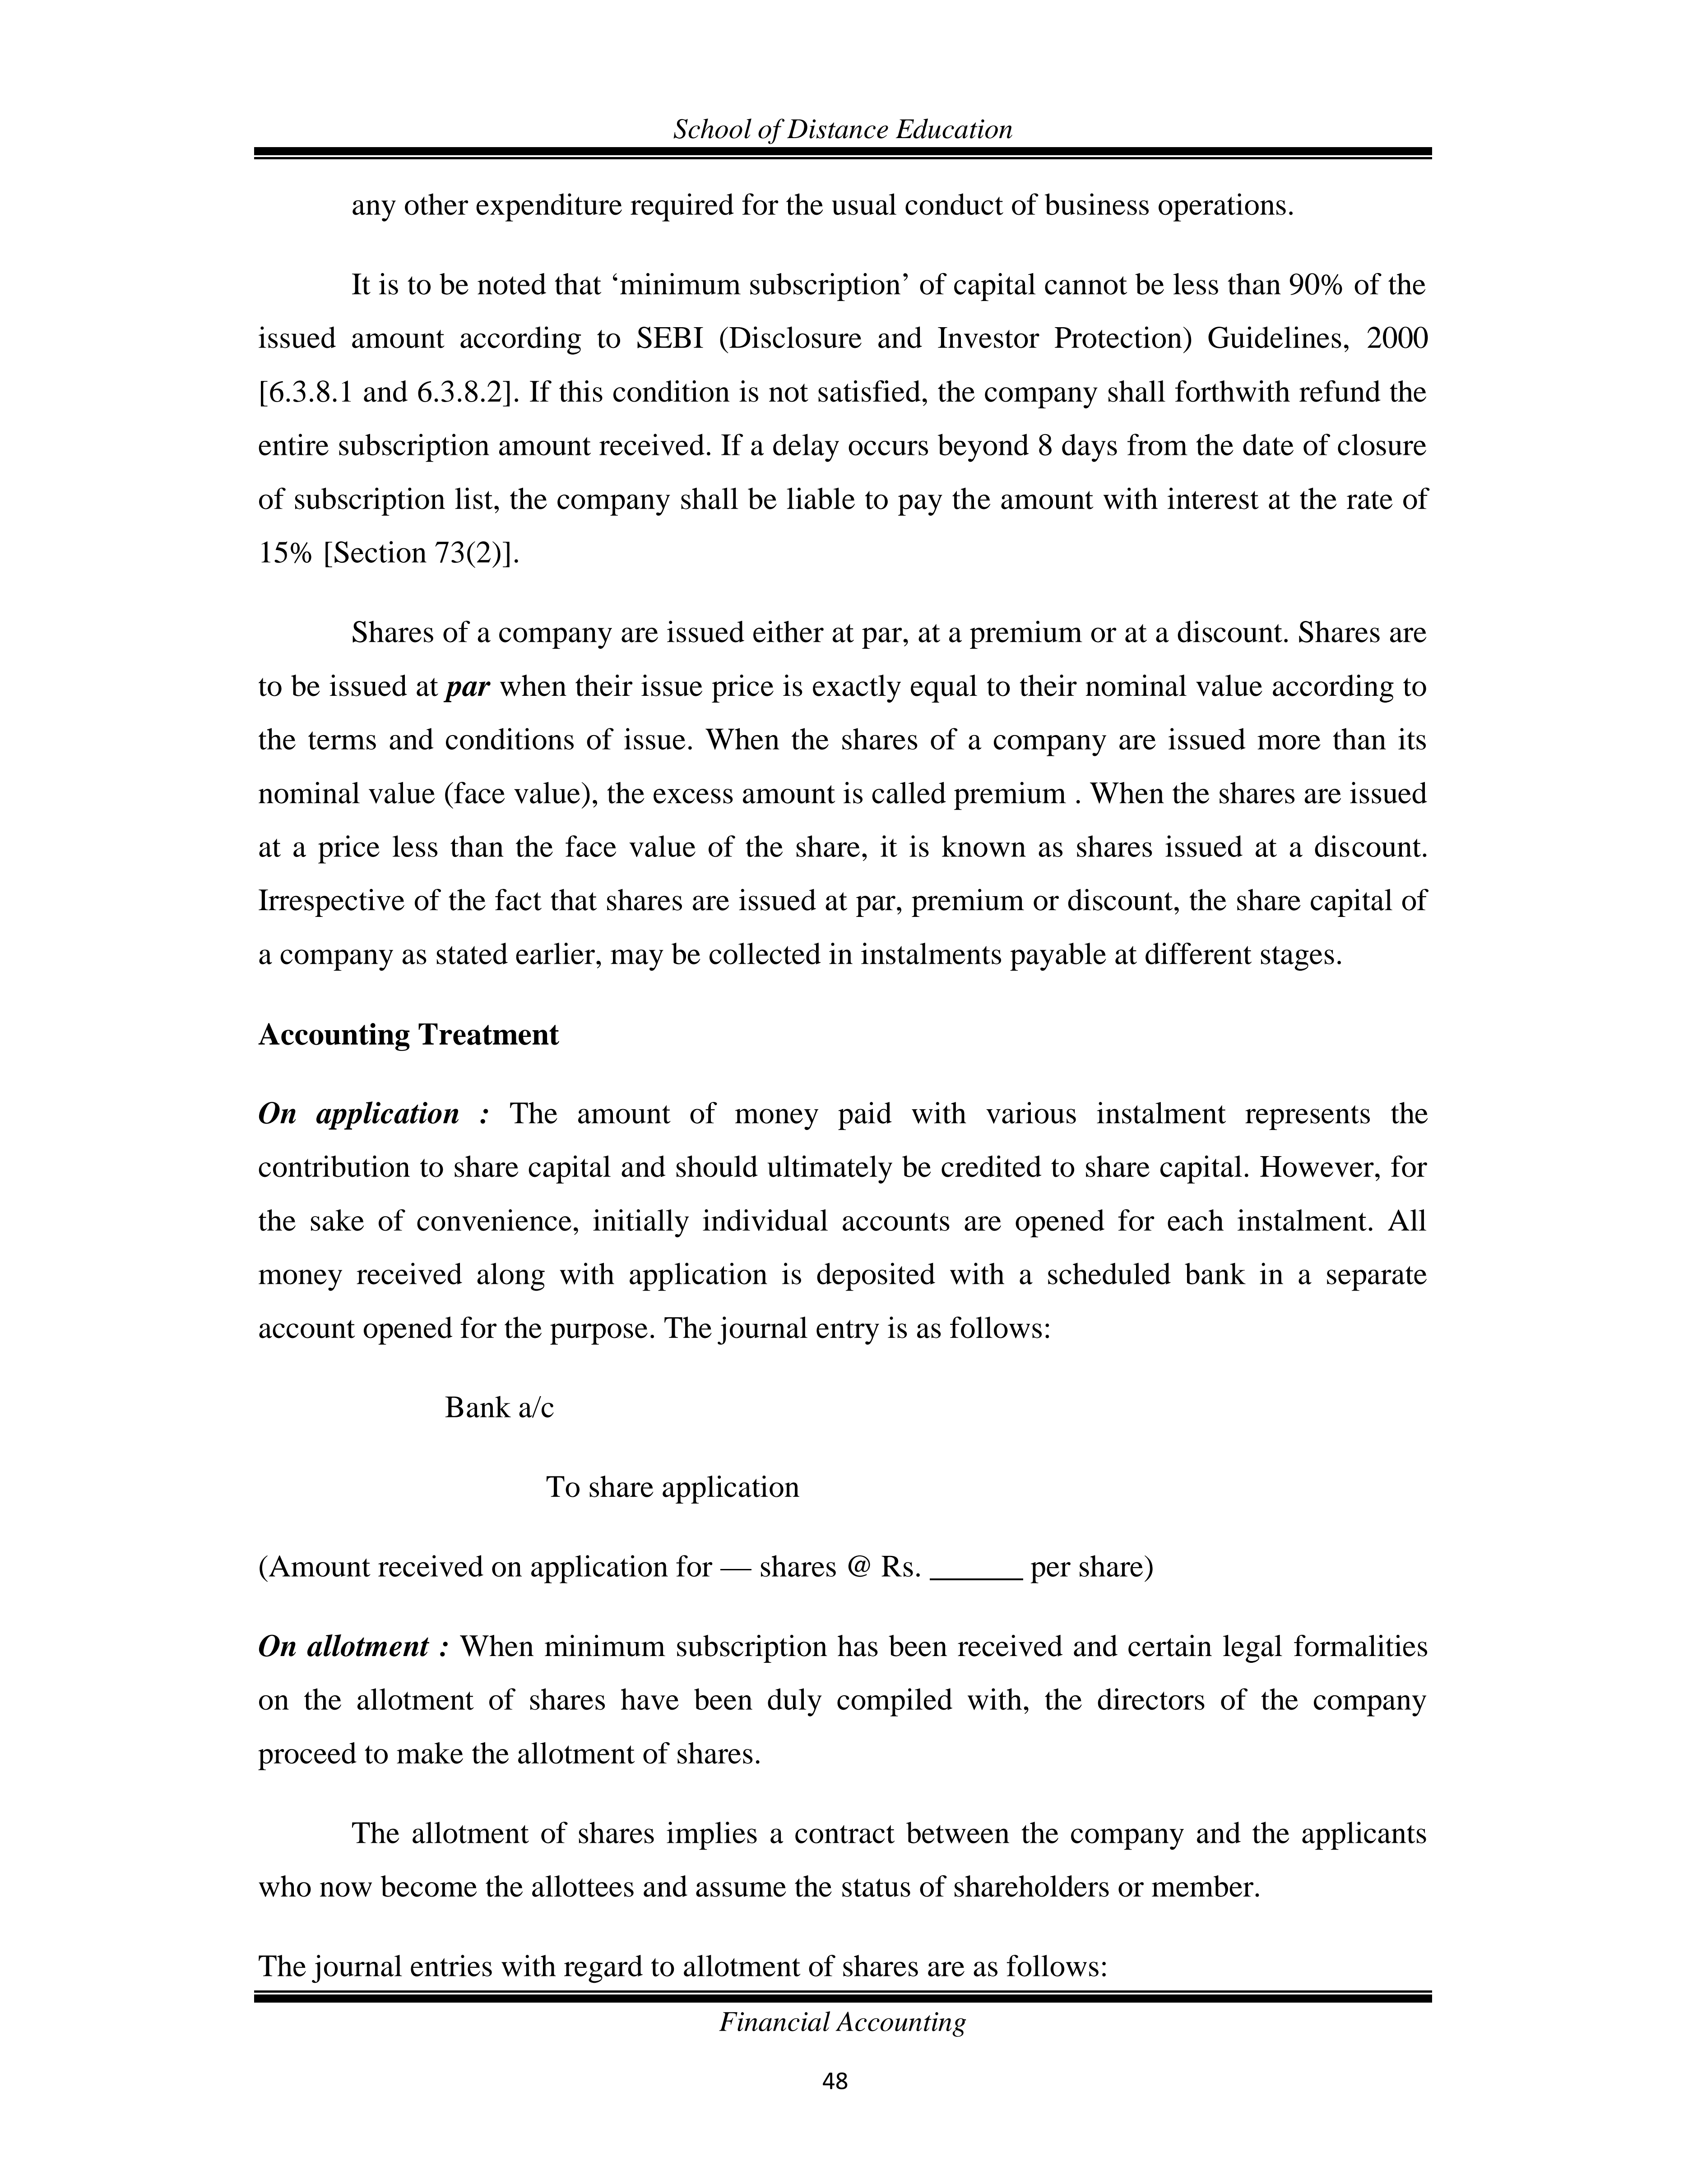 School of Distance Education
any other expenditure required for the usual conduct of business operations.
It is to be noted that ‘minimum subscription’ of capital cannot be less than 90% of the
issued amount according to SEBI (Disclosure and Investor Protection) Guidelines, 2000
[6.3.8.1 and 6.3.8.2]. If this condition is not satisfied, the company shall forthwith refund the
entire subscription amount received. If a delay occurs beyond 8 days from the date of closure
of subscription list, the company shall be liable to pay the amount with interest at the rate of
15% [Section 73(2)].
Shares of a company are issued either at par, at a premium or at a discount. Shares are
to be issued at par when their issue price is exactly equal to their nominal value according to
the terms and conditions of issue. When the shares of a company are issued more than its
nominal value (face value), the excess amount is called premium . When the shares are issued
at a price less than the face value of the share, it is known as shares issued at a discount.
Irrespective of the fact that shares are issued at par, premium or discount, the share capital of
a company as stated earlier, may be collected in instalments payable at different stages.
Accounting Treatment
On application : The amount of money paid with various instalment represents the
contribution to share capital and should ultimately be credited to share capital. However, for
the sake of convenience, initially individual accounts are opened for each instalment. All
money received along with application is deposited with a scheduled bank in a separate
account opened for the purpose. The journal entry is as follows:
Bank a/c
To share application
(Amount received on application for — shares @ Rs. ______ per share)
On allotment : When minimum subscription has been received and certain legal formalities
on the allotment of shares have been duly compiled with, the directors of the company
proceed to make the allotment of shares.
The allotment of shares implies a contract between the company and the applicants
who now become the allottees and assume the status of shareholders or member.
The journal entries with regard to allotment of shares are as follows:
Financial Accounting
48